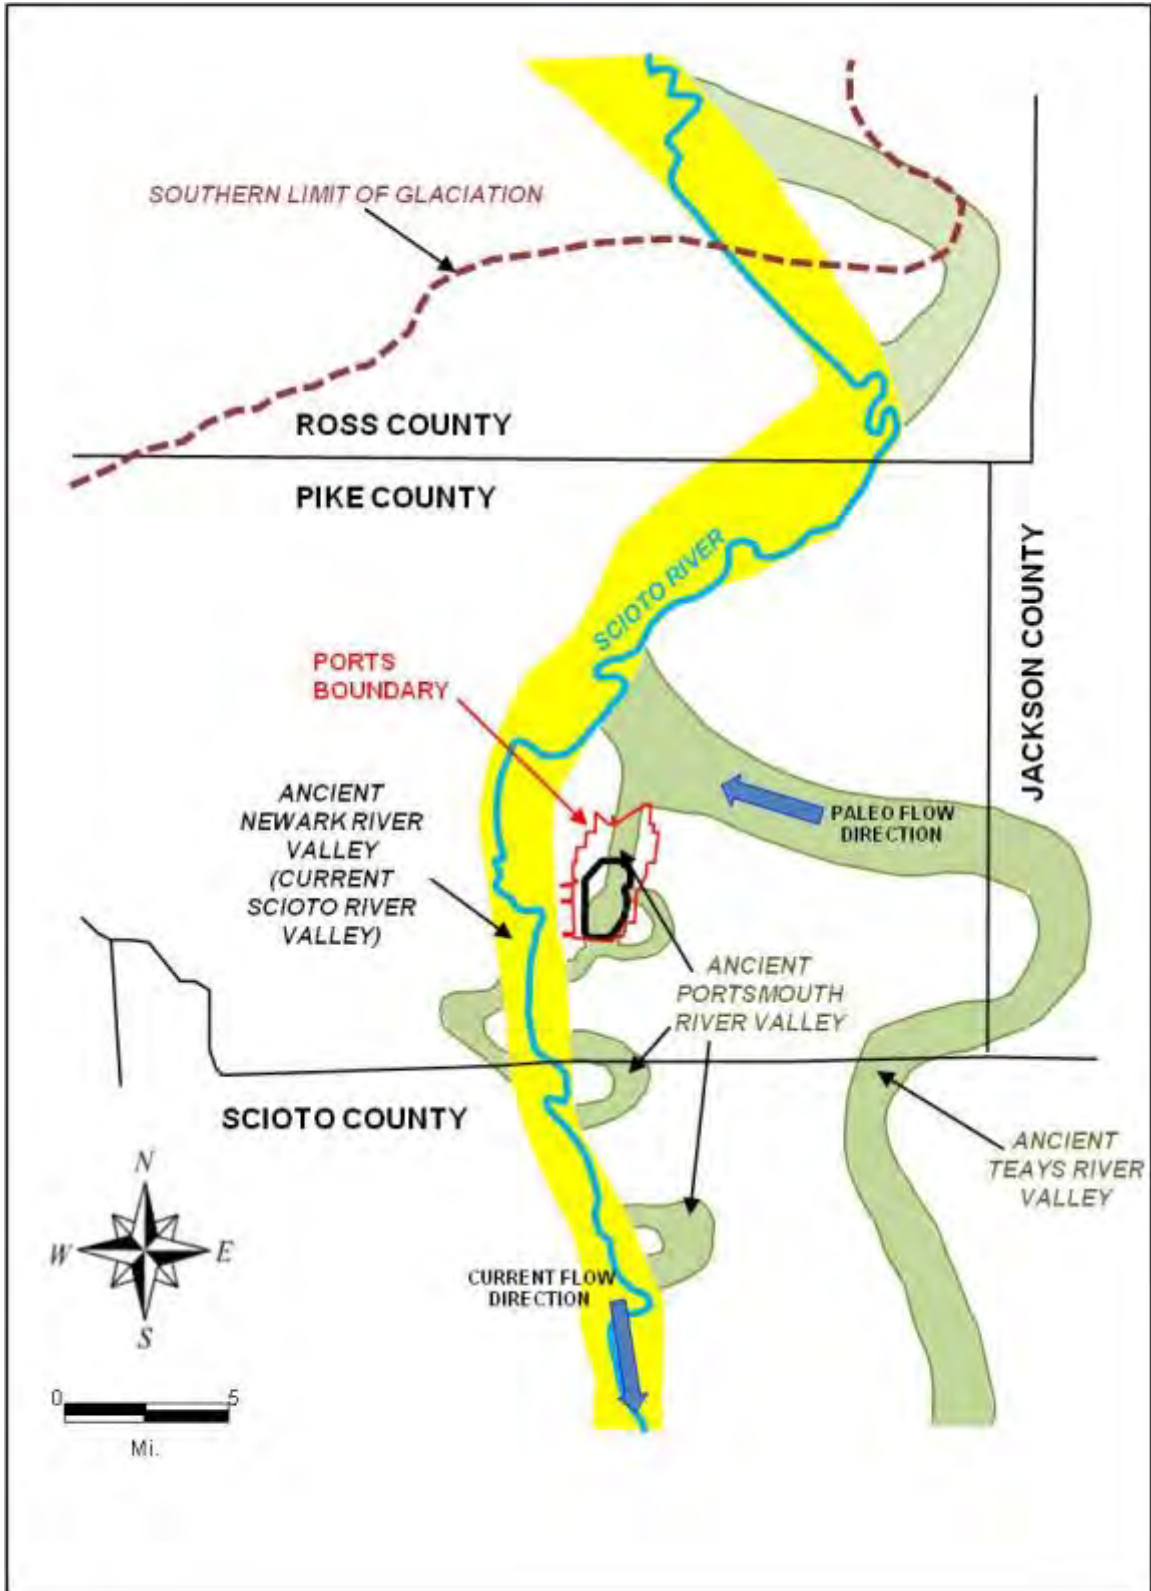 SOUTHERN LIMIT OF GLACIATION
ROSS COUNTY
PIKE COUNTY
SCIOTO RIVER
JACKSON COUNTY
PORTS
BOUNDARY
ANCIENT
NEWARK RIVER
VALLEY
(CURRENT
SCIOTO RIVER
VALLEY)
PALEO FLOW
DIRECTION
ANCIENT
PORTSMOUTH
RIVER VALLEY
SCIOTO COUNTY
ANCIENT
TEAYS RIVER
VALLEY
N
W
E
S
CURRENT FLOW
DIRECTION
0 5
Mi.